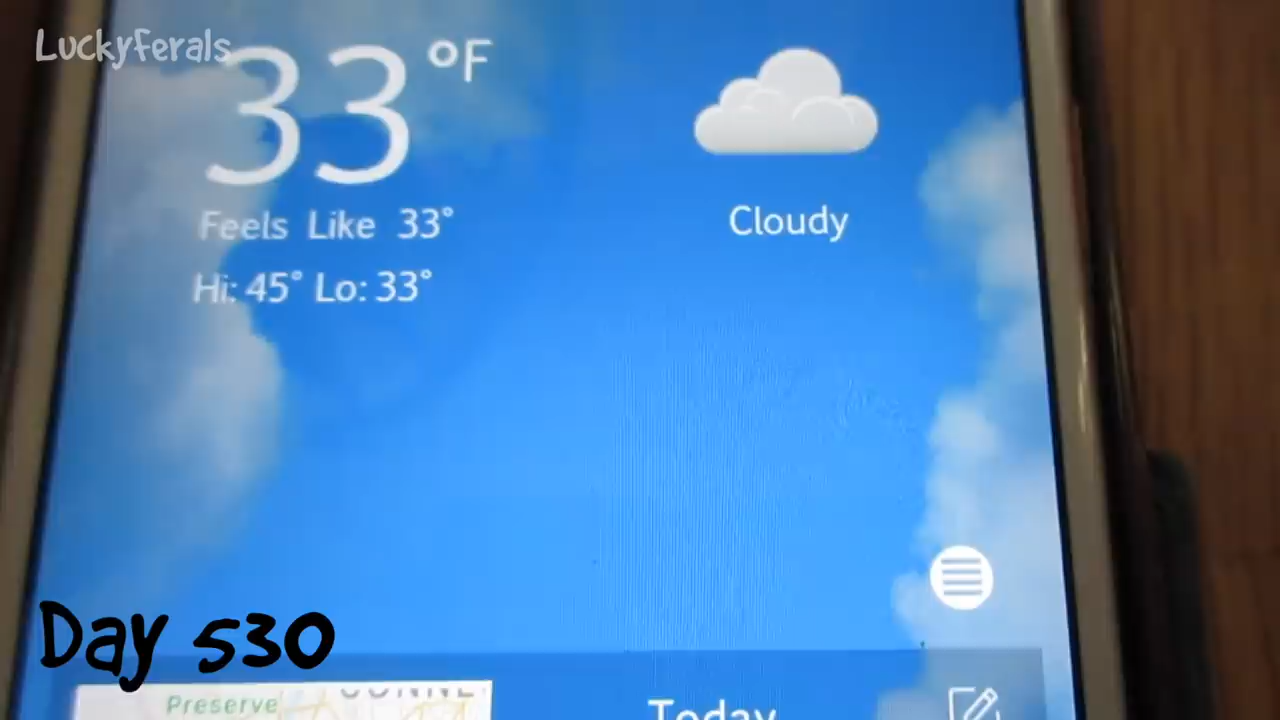 LuckyFerals
33 °F
Feels Like 33°
Hi: 45° Lo: 33°
Cloudy
Day 530
Preserve
Today